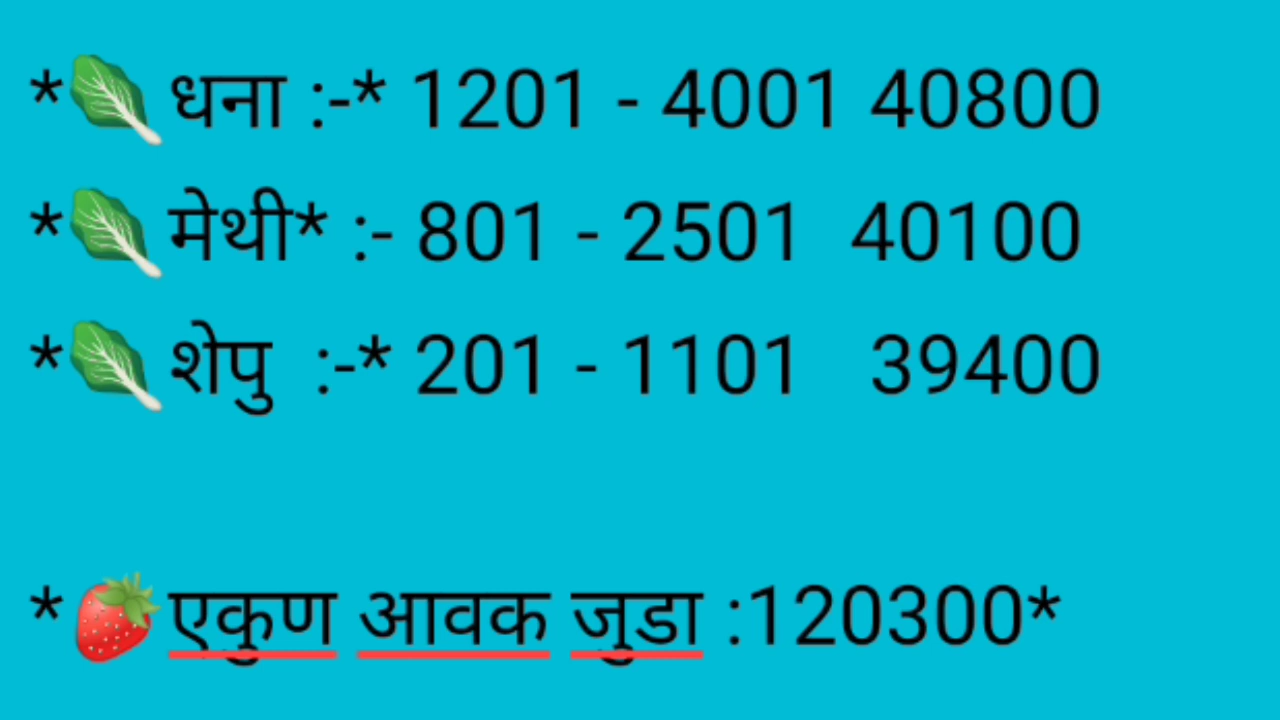 *🥬धना :-* 1201 - 4001 40800
*🥬मेथी* :- 801 - 2501 40100
*🥬शेपु :-* 201 - 1101 39400
*🍓एकुण आवक जुडा :120300*